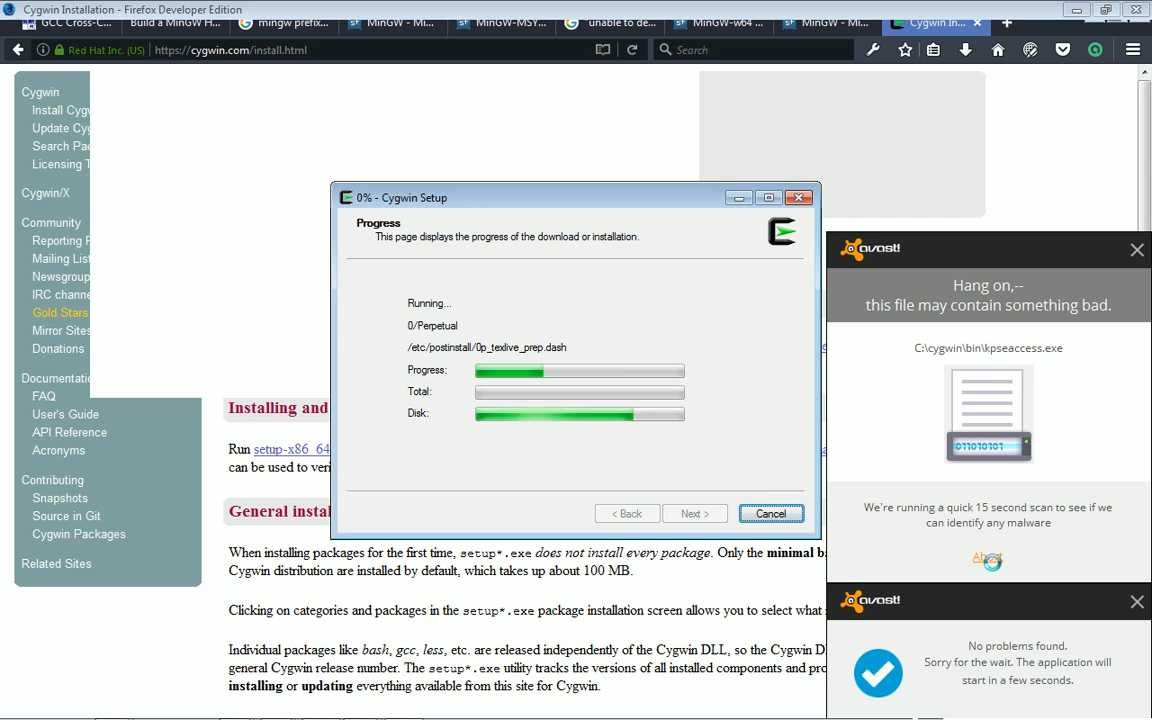 Cygwin Installation - Firefox Developer Edition
GCC Cross-C...
Build a MinGW H...
mingw prefix...
MinGW - Mi...
MinGW-MSY...
unable to de...
MinGW-w64 ...
MinGW - Mi...
Cygwin In...
Red Hat Inc. (US)
https://cygwin.com/install.html
Search
Cygwin
Install Cygw
Update Cyg
Search Pac
Licensing T
Cygwin/X
Community
Reporting P
Mailing List
Newsgroup
IRC channe
Gold Stars
Mirror Sites
Donations
Documentatio
FAQ
User's Guide
API Reference
Acronyms
Contributing
Snapshots
Source in Git
Cygwin Packages
Related Sites
0% - Cygwin Setup
Progress
This page displays the progress of the download or installation.
Running...
0/Perpetual
/etc/postinstall/0p_texlive_prep.dash
Progress:
Total:
Disk:
< Back
Next >
Cancel
Installing and
Run setup-x86_64
can be used to veri
General instal
When installing packages for the first time, setup*.exe does not install every package. Only the minimal ba
Cygwin distribution are installed by default, which takes up about 100 MB.
Clicking on categories and packages in the setup*.exe package installation screen allows you to select what
Individual packages like bash, gcc, less, etc. are released independently of the Cygwin DLL, so the Cygwin D
general Cygwin release number. The setup*.exe utility tracks the versions of all installed components and pro
installing or updating everything available from this site for Cygwin.
avast!
Hang on,--
this file may contain something bad.
C:\cygwin\bin\kpseaccess.exe
011010101
We're running a quick 15 second scan to see if we
can identify any malware
About
avast!
No problems found.
Sorry for the wait. The application will
start in a few seconds.